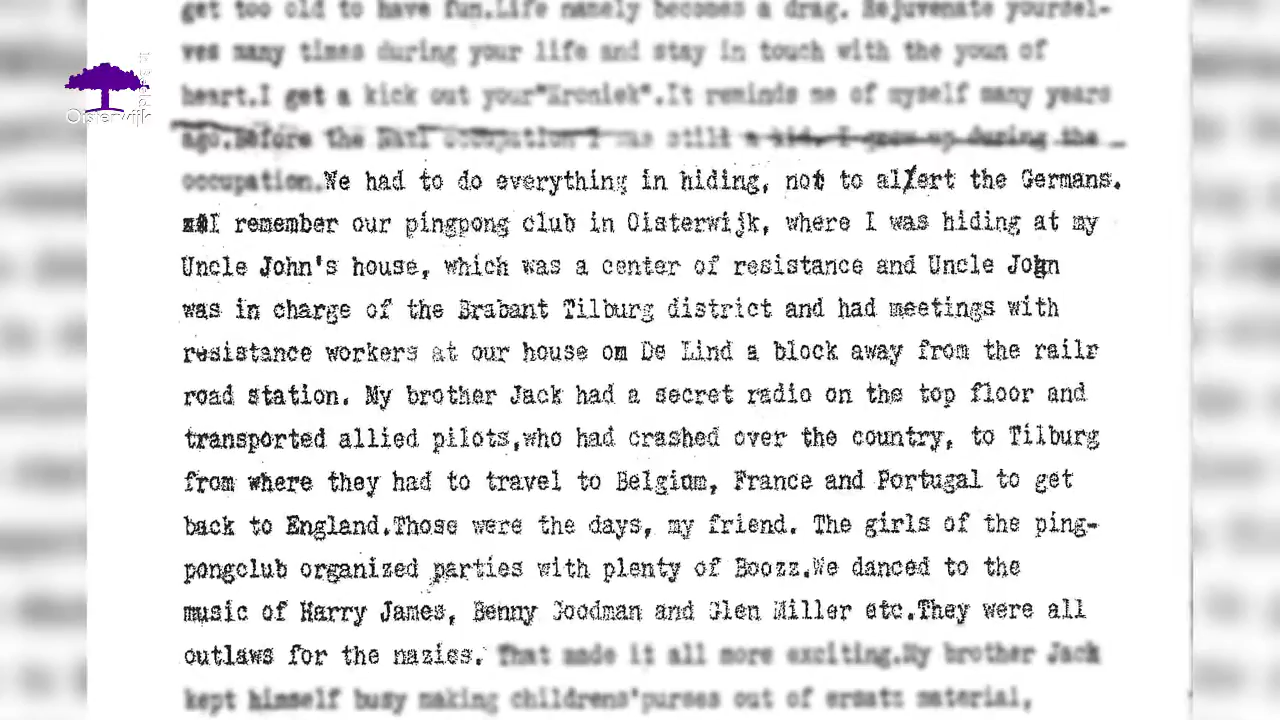 get too old to have fun.Life namely becomes a drag. Rejuvenate yoursel-
ves many times during your life and stay in touch with the youn of
heart.I get a kick out your"Kroniek".It reminds me of myself many years
ago.Before the Nazi occupation I was still a kid. I grew up during the
occupation.We had to do everything in hiding, not to allert the Germans.
I remember our pingpong club in Oisterwijk, where I was hiding at my
Uncle John's house, which was a center of resistance and Uncle John
was in charge of the Brabant Tilburg district and had meetings with
resistance workers at our house om De Lind a block away from the railr
road station. My brother Jack had a secret radio on the top floor and
transported allied pilots,who had crashed over the country, to Tilburg
from where they had to travel to Belgium, France and Portugal to get
back to England.Those were the days, my friend. The girls of the ping-
pongclub organized parties with plenty of Boozz.We danced to the
music of Harry James, Benny Goodman and Glen Miller etc.They were all
outlaws for the nazies. That made it all more exciting.My brother Jack
kept himself busy making childrens'purses out of ersatz material,
Oisterwijk